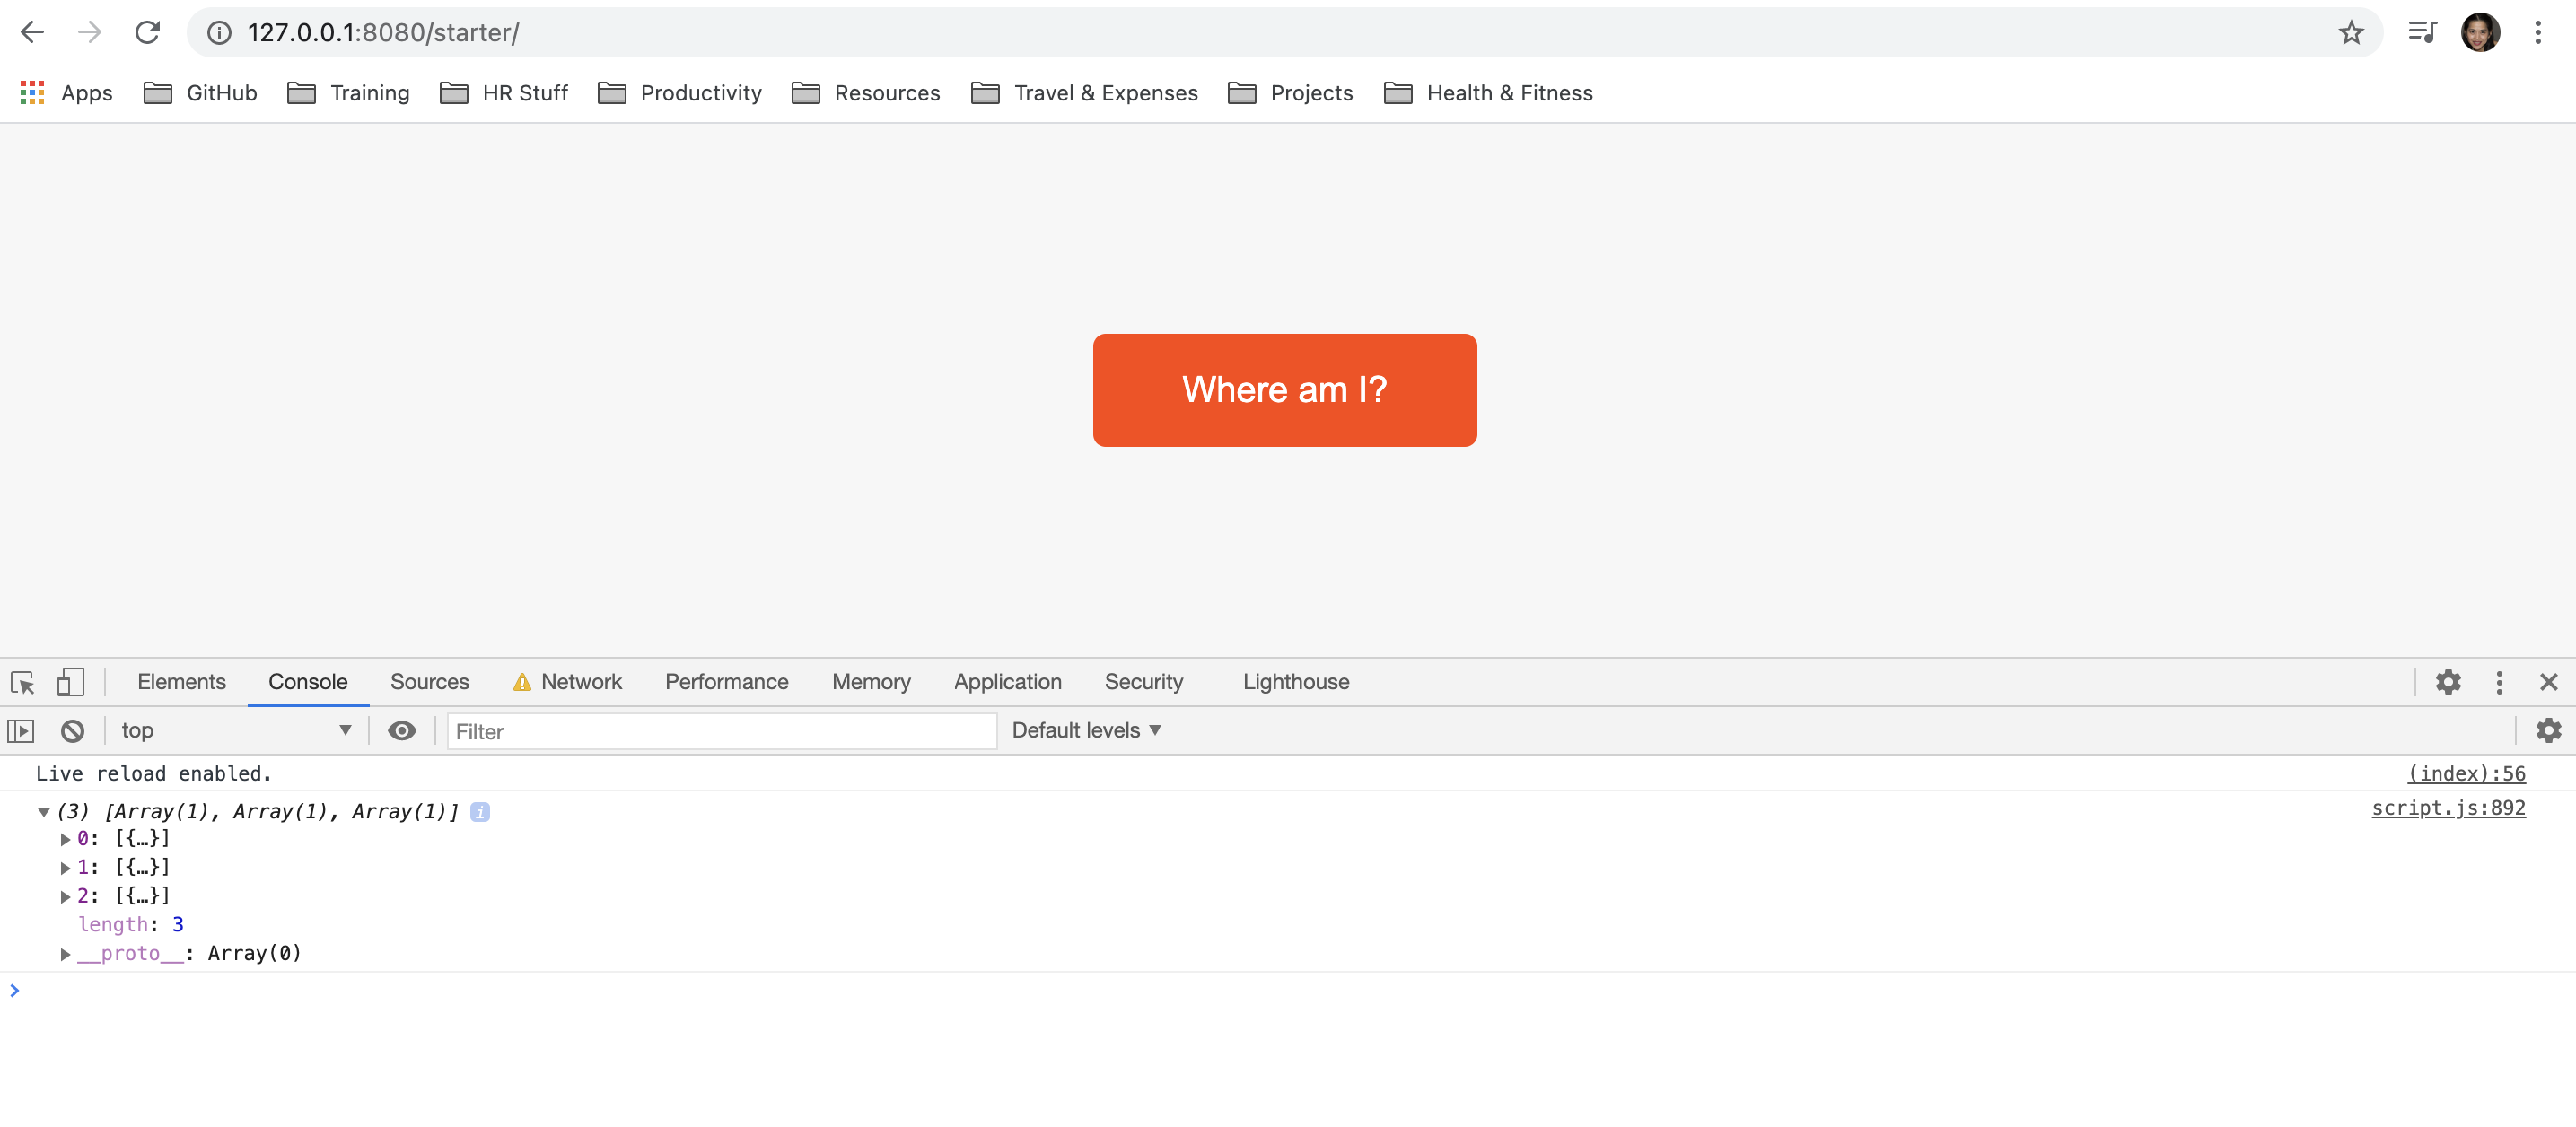 127.0.0.1:8080/starter/
Apps GitHub Training HR Stuff Productivity Resources Travel & Expenses Projects Health & Fitness
Where am I?
Elements Console Sources Network Performance Memory Application Security Lighthouse
top Filter Default levels
Live reload enabled. (index):56
(3) [Array(1), Array(1), Array(1)] i script.js:892
0: [{…}]
1: [{…}]
2: [{…}]
length: 3
__proto__: Array(0)